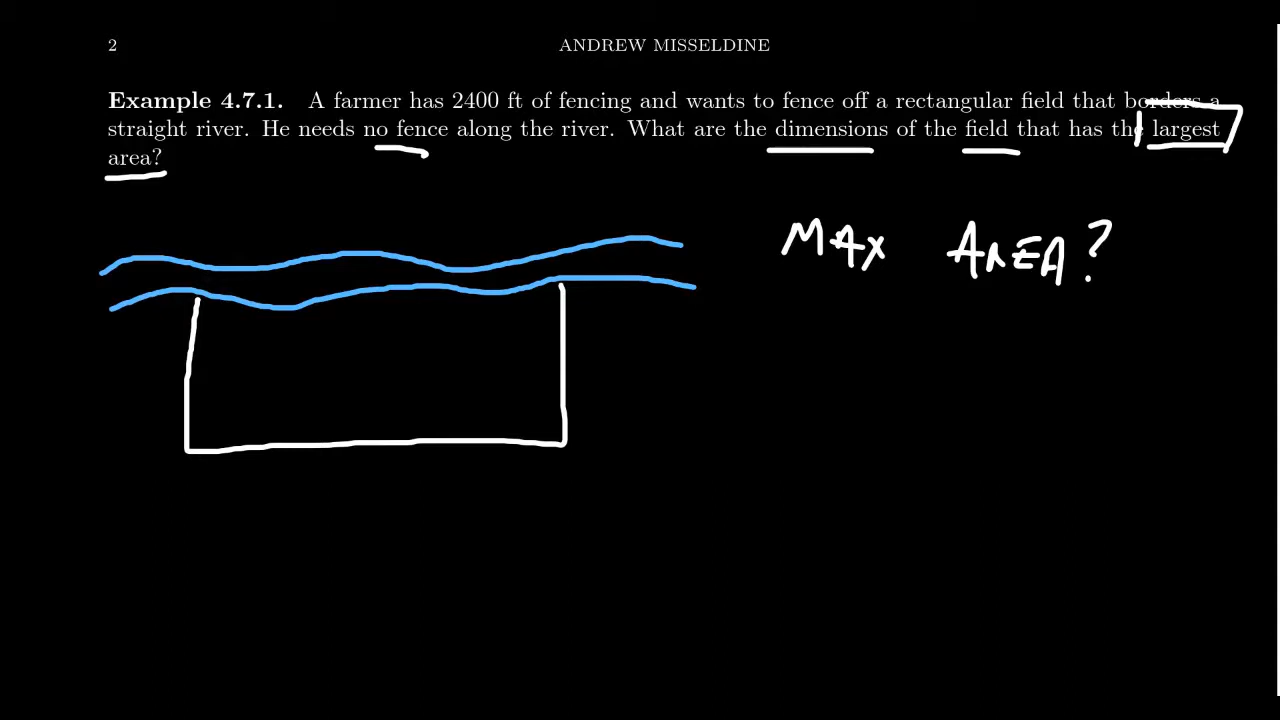 2
ANDREW MISSELDINE
Example 4.7.1. A farmer has 2400 ft of fencing and wants to fence off a rectangular field that borders a
straight river. He needs no fence along the river. What are the dimensions of the field that has the largest
area?
MAX AREA?